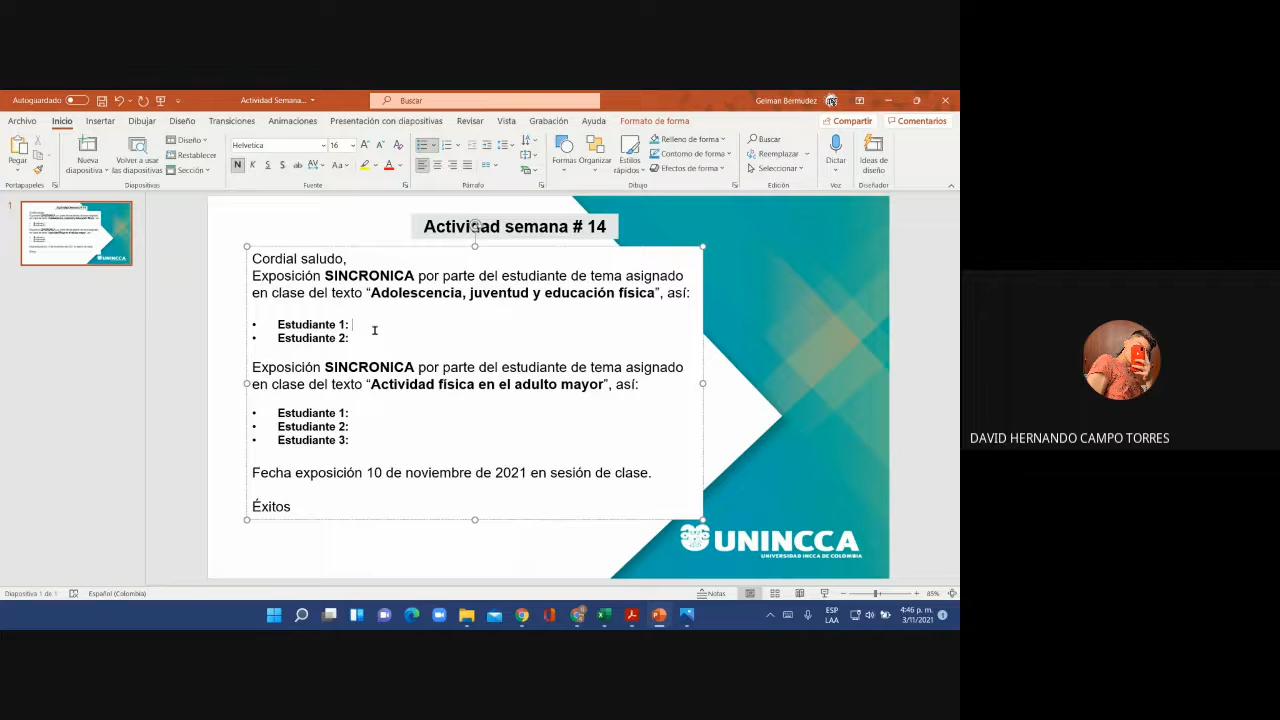 Autoguardado
Actividad Semana...
Buscar
Geiman Bermudez
Archivo Inicio Insertar Dibujar Diseño Transiciones Animaciones Presentación con diapositivas Revisar Vista Grabación Ayuda Formato de forma
Compartir Comentarios
Pegar
Nueva diapositiva
Volver a usar las diapositivas
Diseño
Restablecer
Sección
Helvetica 16
Formas Organizar Estilos rápidos
Relleno de forma
Contorno de forma
Efectos de forma
Buscar
Reemplazar
Seleccionar
Dictar
Ideas de diseño
Portapapeles Diapositivas Fuente Párrafo Dibujo Edición Voz Diseñador
1
Actividad semana # 14
Cordial saludo,
Exposición SINCRONICA por parte del estudiante de tema asignado
en clase del texto “Adolescencia, juventud y educación física”, así:
• Estudiante 1:
• Estudiante 2:
Exposición SINCRONICA por parte del estudiante de tema asignado
en clase del texto “Actividad física en el adulto mayor”, así:
• Estudiante 1:
• Estudiante 2:
• Estudiante 3:
Fecha exposición 10 de noviembre de 2021 en sesión de clase.
Éxitos
UNINCCA
UNIVERSIDAD INCCA DE COLOMBIA
DAVID HERNANDO CAMPO TORRES
Diapositiva 1 de 1 Español (Colombia) Notas 85%
ESP
LAA
4:46 p. m.
3/11/2021